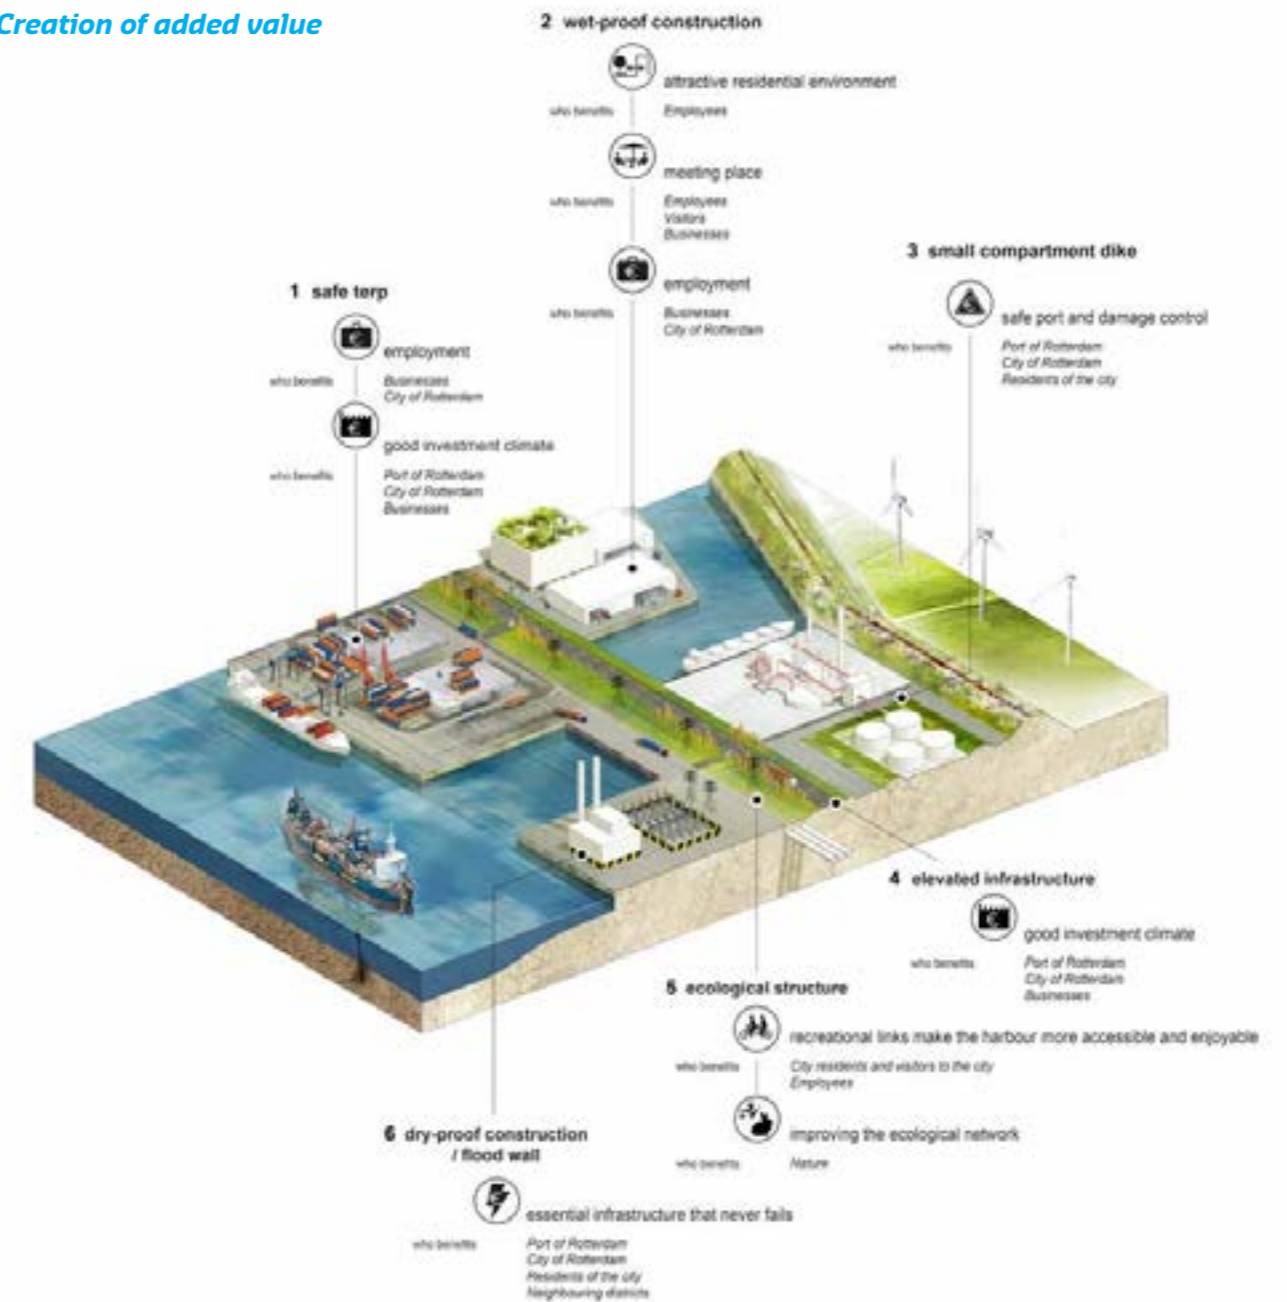 Creation of added value
2 wet-proof construction
attractive residential environment
who benefits Employees
meeting place
who benefits Employees
Visitors
Businesses
employment
who benefits Businesses
City of Rotterdam
3 small compartment dike
safe port and damage control
who benefits Port of Rotterdam
City of Rotterdam
Residents of the city
1 safe terp
employment
who benefits Businesses
City of Rotterdam
good investment climate
who benefits Port of Rotterdam
City of Rotterdam
Businesses
4 elevated infrastructure
good investment climate
who benefits Port of Rotterdam
City of Rotterdam
Businesses
5 ecological structure
recreational links make the harbour more accessible and enjoyable
who benefits City residents and visitors to the city
Employees
improving the ecological network
who benefits Nature
6 dry-proof construction
/ flood wall
essential infrastructure that never fails
who benefits Port of Rotterdam
City of Rotterdam
Residents of the city
Neighbouring districts